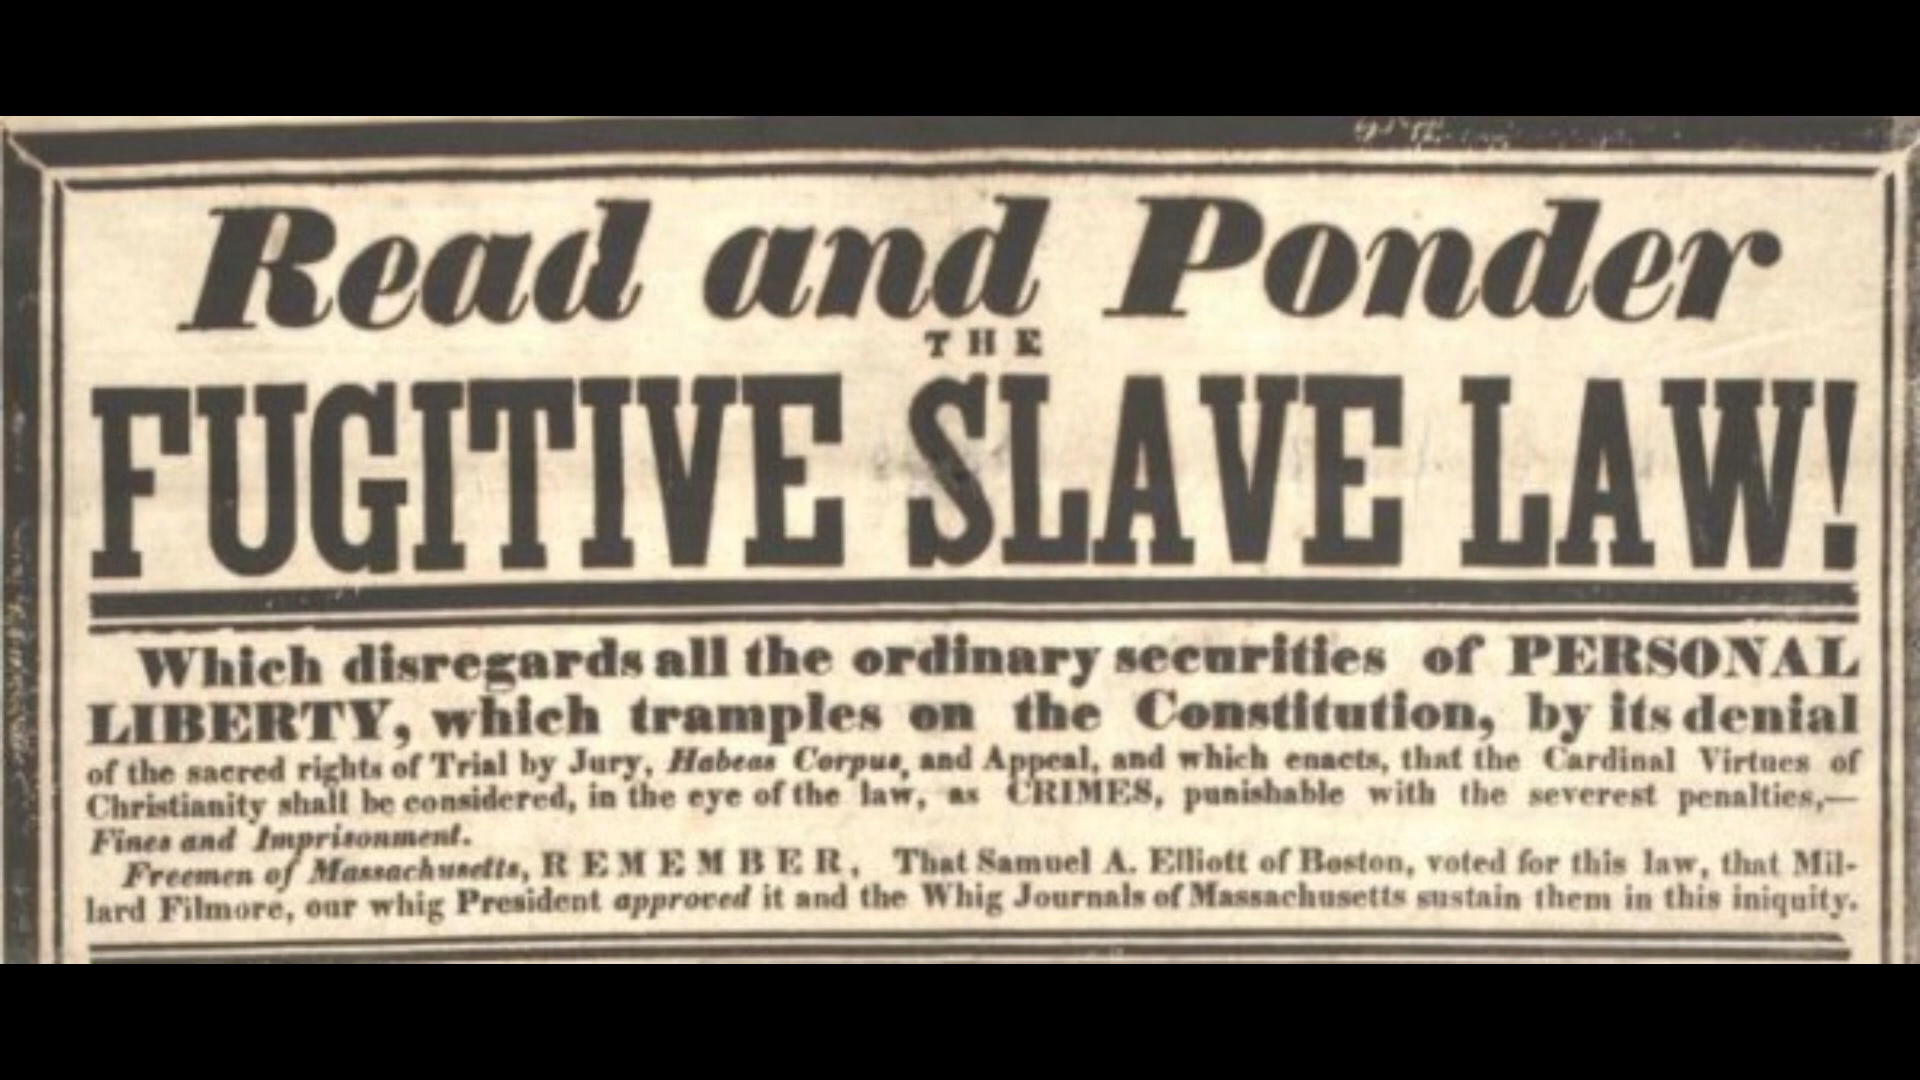 Read and Ponder
THE
FUGITIVE SLAVE LAW!
Which disregards all the ordinary securities of PERSONAL
LIBERTY, which tramples on the Constitution, by its denial
of the sacred rights of Trial by Jury, Habeas Corpus, and Appeal, and which enacts, that the Cardinal Virtues of
Christianity shall be considered, in the eye of the law, as CRIMES, punishable with the severest penalties,—
Fines and Imprisonment.
Freemen of Massachusetts, REMEMBER, That Samuel A. Elliott of Boston, voted for this law, that Mil-
lard Filmore, our whig President approved it and the Whig Journals of Massachusetts sustain them in this iniquity.